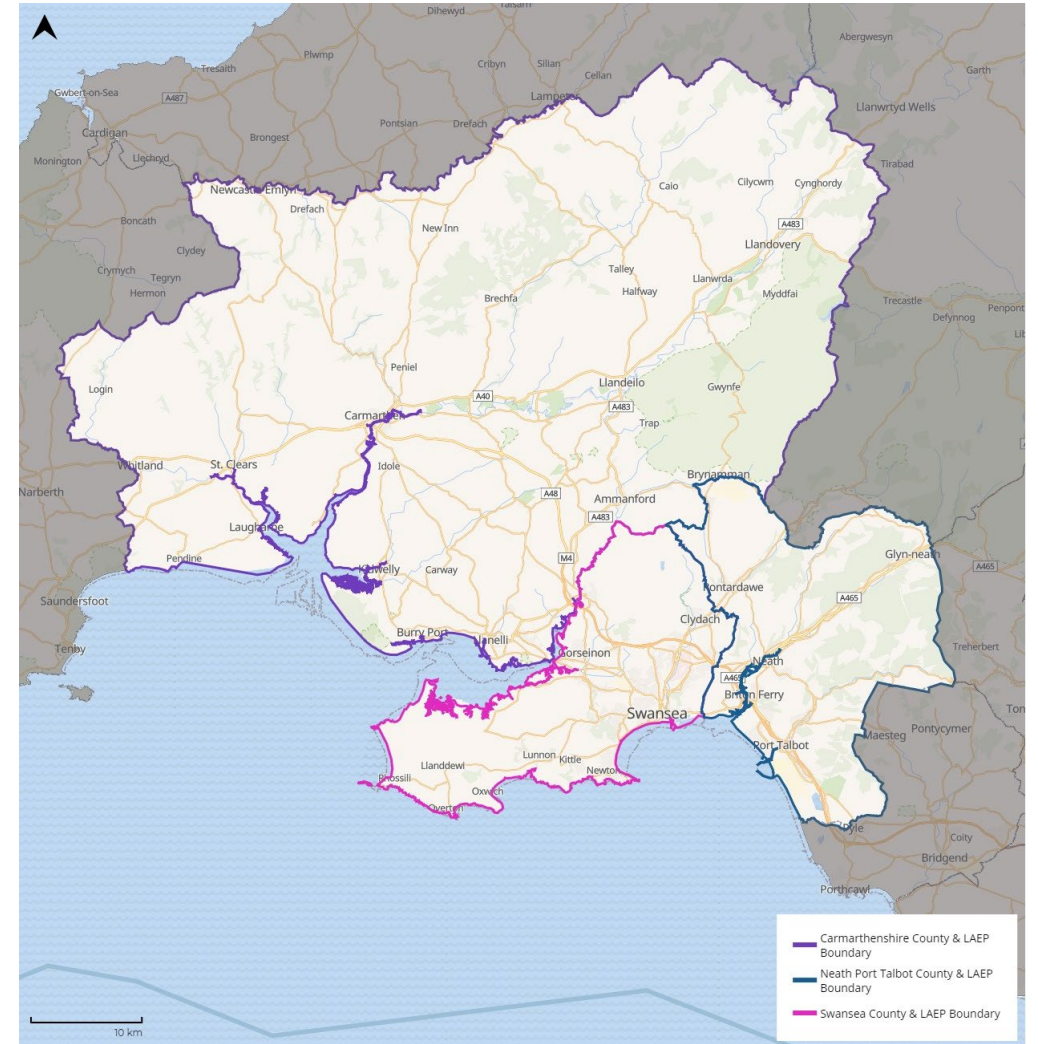 Dihewyd
Talsarn
Abergwesyn
Plwmp
Cribyn
Silian
Cellan
Tresaith
Garth
Gwbert-on-Sea
A487
Lampeter
Llanwrtyd Wells
Pontsian
Drefach
Cardigan
Brongest
Monington
Llechryd
Tirabad
Newcastle Emlyn
Caio
Cilycwm
Cynghordy
Drefach
Boncath
New Inn
A483
Llandovery
Clydey
Crymych
Tegryn
Talley
Llanwrda
Hermon
Halfway
Myddfai
Brechfa
Trecastle
Penpont
Defynnog
Peniel
Llandeilo
Gwynfe
Login
A40
A483
Carmarthen
Trap
Whitland
St. Clears
Idole
Brynamman
Narberth
A48
Ammanford
A483
Laugharne
Glyn-neath
Pendine
M4
Kidwelly
Carway
A465
Pontardawe
A465
Saundersfoot
Clydach
Burry Port
Llanelli
Treherbert
Tenby
Gorseinon
Neath
A465
Briton Ferry
Swansea
Pontycymer
Maesteg
Port Talbot
Lunnon
Kittle
Llanddewi
Newton
Rhossili
Oxwich
Overton
Pyle
Coity
Bridgend
Porthcawl
Carmarthenshire County & LAEP
Boundary
Neath Port Talbot County & LAEP
Boundary
Swansea County & LAEP Boundary
10 km